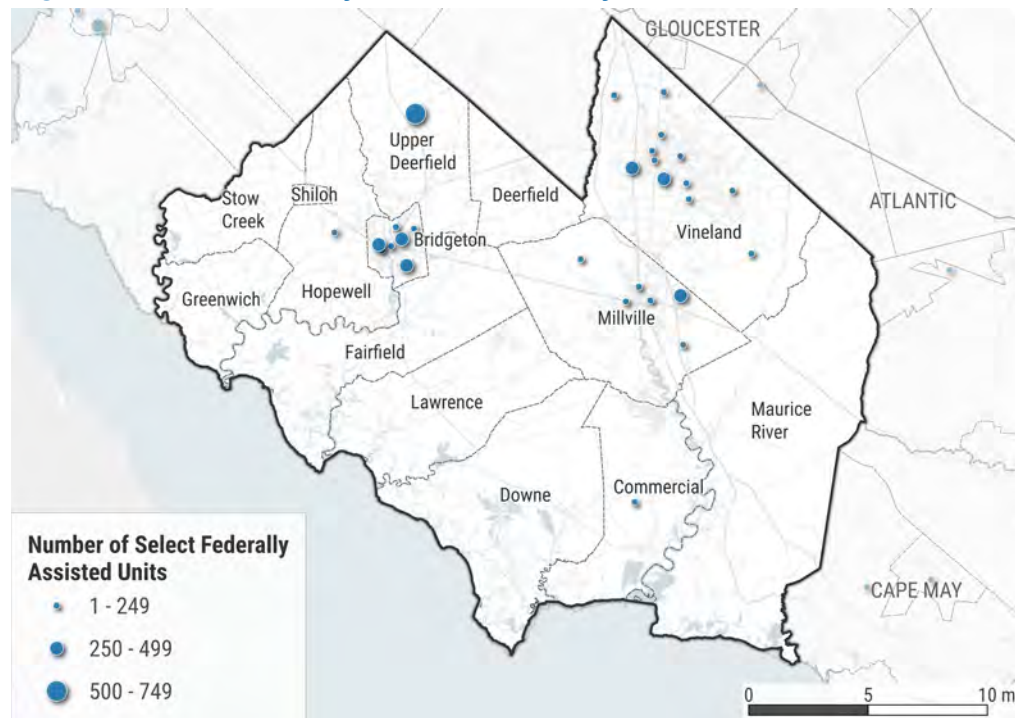 GLOUCESTER
Upper
Deerfield
Stow
Creek
Shiloh
Deerfield
ATLANTIC
Bridgeton
Vineland
Greenwich
Hopewell
Millville
Fairfield
Lawrence
Maurice
River
Downe
Commercial
CAPE MAY
Number of Select Federally
Assisted Units
1 - 249
250 - 499
500 - 749
0 5 10 m